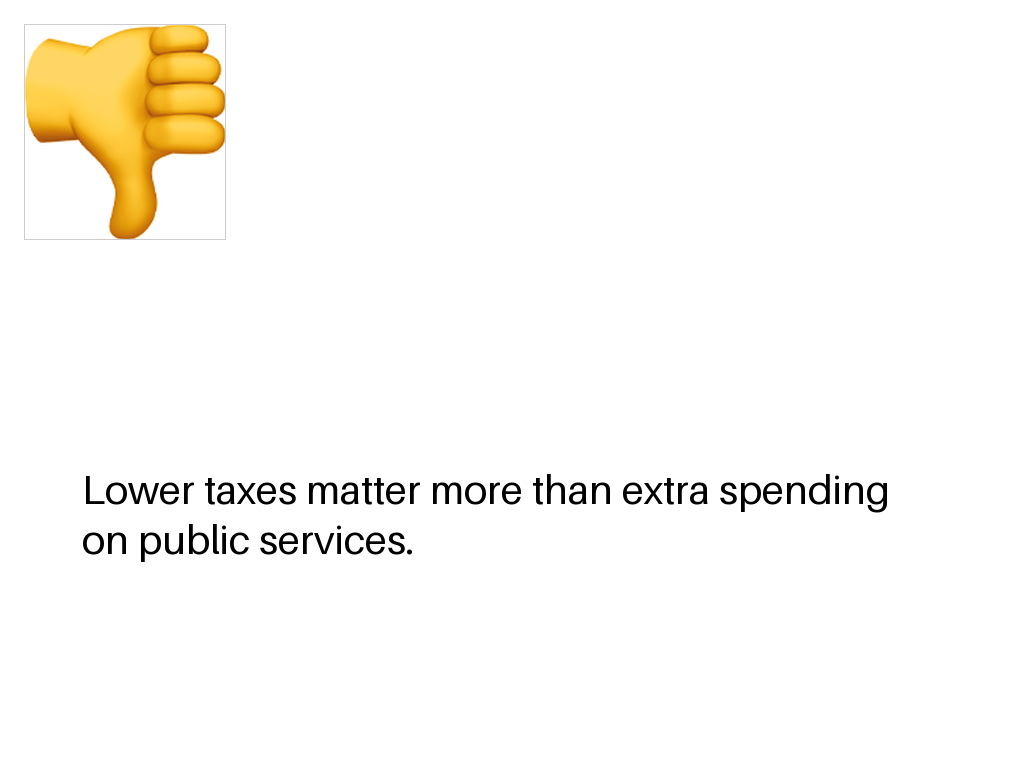 Lower taxes matter more than extra spending
on public services.